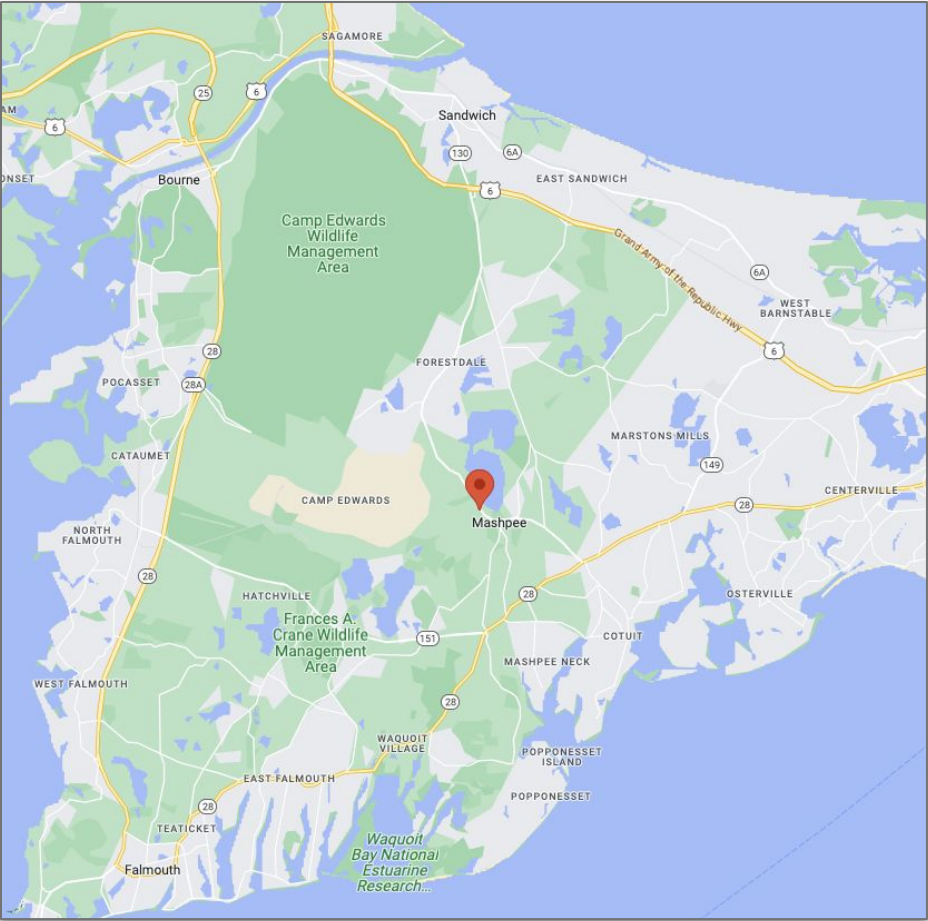 SAGAMORE
25
6
AM
6
Sandwich
130
6A
ONSET
Bourne
EAST SANDWICH
6
Camp Edwards
Wildlife
Management
Area
Grand Army of the Republic Hwy
6A
WEST
BARNSTABLE
28
6
FORESTDALE
POCASSET
28A
MARSTONS MILLS
CATAUMET
149
CENTERVILLE
CAMP EDWARDS
28
Mashpee
NORTH
FALMOUTH
28
HATCHVILLE
28
OSTERVILLE
Frances A.
Crane Wildlife
Management
Area
151
COTUIT
MASHPEE NECK
WEST FALMOUTH
28
WAQUOIT
VILLAGE
POPPONESSET
ISLAND
EAST FALMOUTH
POPPONESSET
28
TEATICKET
Waquoit
Bay National
Estuarine
Research...
Falmouth